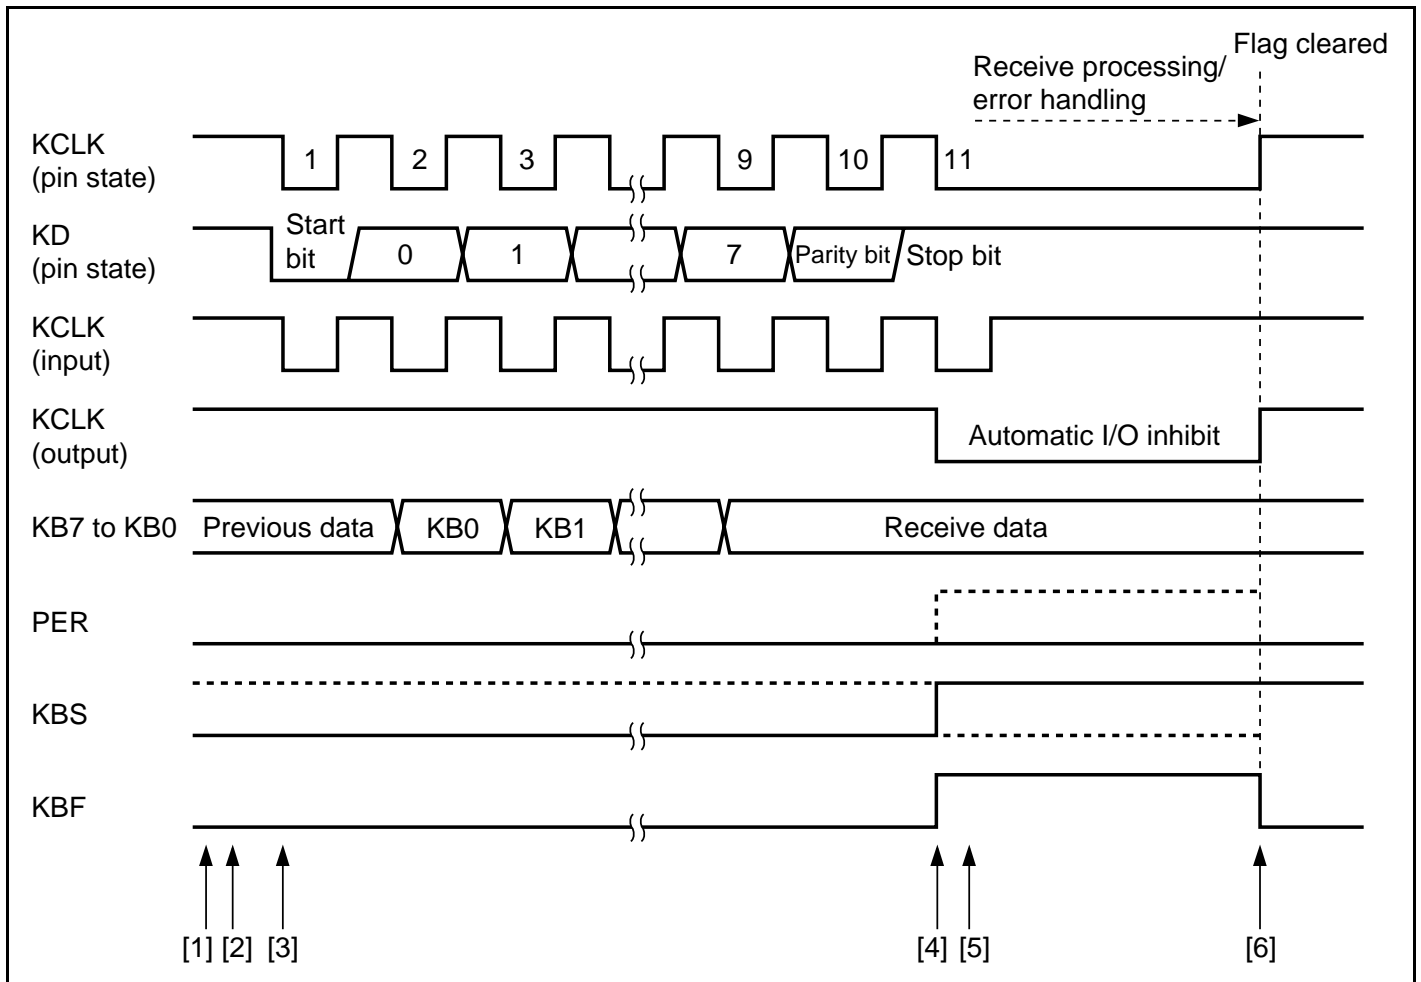 Flag cleared
Receive processing/
error handling
KCLK
(pin state)
1 2 3 9 10 11
KD
(pin state)
Start
bit
0 1 7 Parity bit Stop bit
KCLK
(input)
KCLK
(output)
Automatic I/O inhibit
KB7 to KB0 Previous data KB0 KB1 Receive data
PER
KBS
KBF
[1] [2] [3] [4] [5] [6]